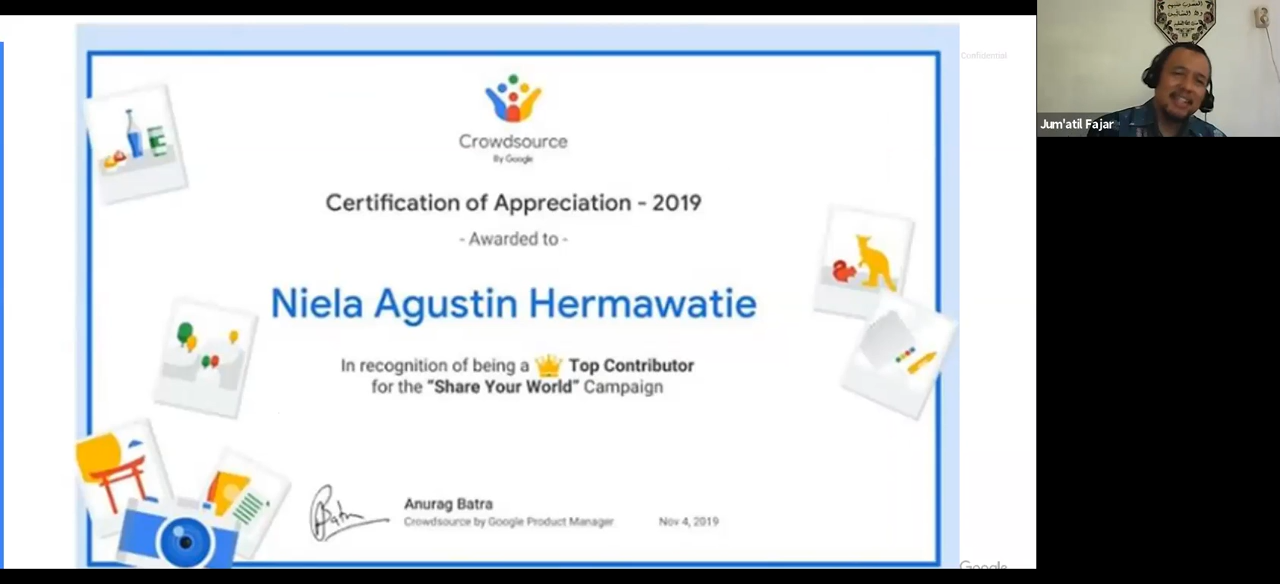 Confidential
Crowdsource
By Google
Certification of Appreciation - 2019
- Awarded to -
Niela Agustin Hermawatie
In recognition of being a Top Contributor
for the “Share Your World” Campaign
Batra
Anurag Batra
Crowdsource by Google Product Manager
Nov 4, 2019
Google
Jum'atil Fajar